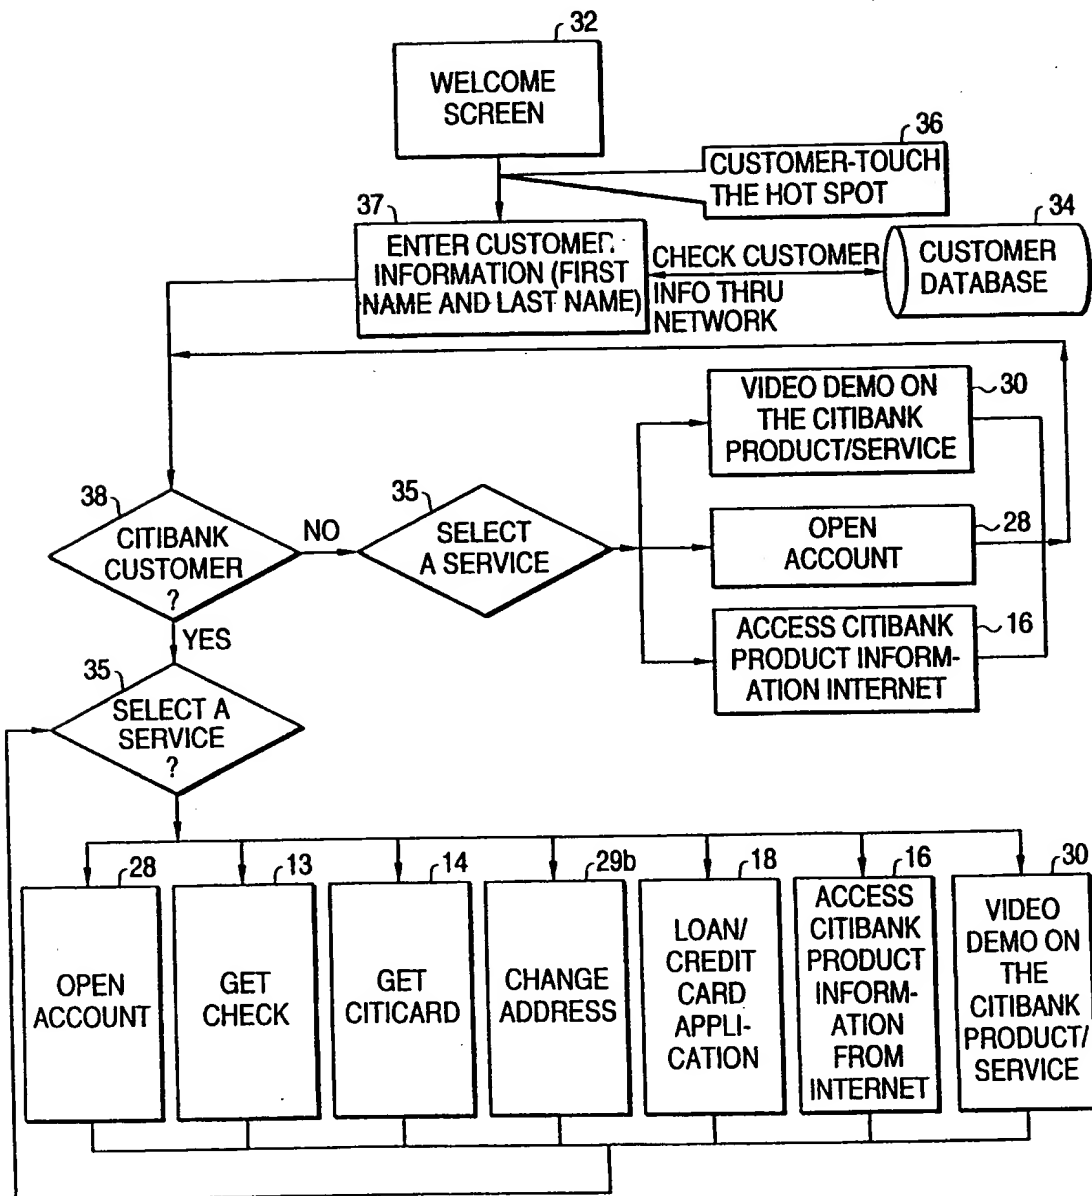 32
WELCOME
SCREEN
36
CUSTOMER-TOUCH
THE HOT SPOT
37
ENTER CUSTOMER
INFORMATION (FIRST
NAME AND LAST NAME)
CHECK CUSTOMER
INFO THRU
NETWORK
34
CUSTOMER
DATABASE
VIDEO DEMO ON
THE CITIBANK
PRODUCT/SERVICE
30
38
CITIBANK
CUSTOMER
?
NO
35
SELECT
A SERVICE
OPEN
ACCOUNT
28
ACCESS CITIBANK
PRODUCT INFORM-
ATION INTERNET
16
YES
35
SELECT A
SERVICE
?
28
OPEN
ACCOUNT
13
GET
CHECK
14
GET
CITICARD
29b
CHANGE
ADDRESS
18
LOAN/
CREDIT
CARD
APPLI-
CATION
16
ACCESS
CITIBANK
PRODUCT
INFORM-
ATION
FROM
INTERNET
30
VIDEO
DEMO ON
THE
CITIBANK
PRODUCT/
SERVICE